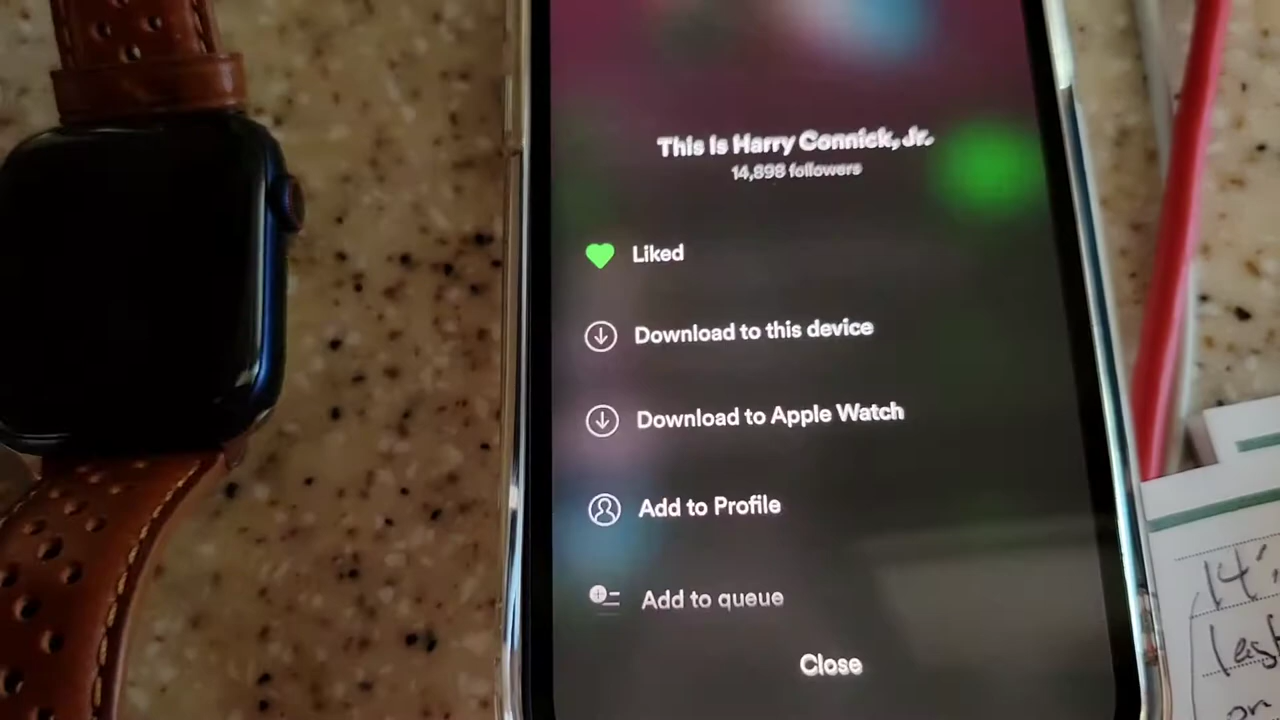 This Is Harry Connick, Jr.
14,898 followers
Liked
Download to this device
Download to Apple Watch
Add to Profile
Add to queue
Close
14'